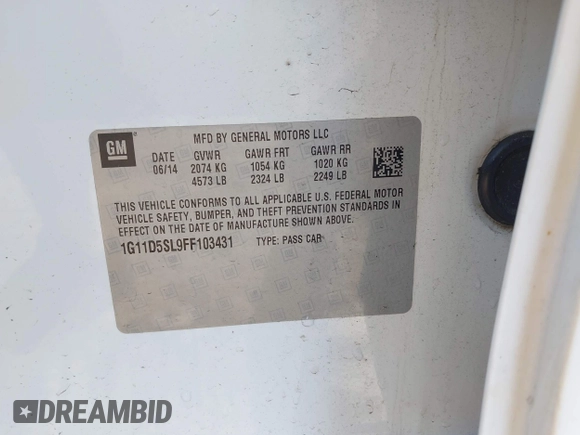 GM
MFD BY GENERAL MOTORS LLC
DATE GVWR GAWR FRT GAWR RR
06/14 2074 KG 1054 KG 1020 KG
4573 LB 2324 LB 2249 LB
THIS VEHICLE CONFORMS TO ALL APPLICABLE U.S. FEDERAL MOTOR
VEHICLE SAFETY, BUMPER, AND THEFT PREVENTION STANDARDS IN
EFFECT ON THE DATE OF MANUFACTURE SHOWN ABOVE.
1G11D5SL9FF103431 TYPE: PASS CAR
DREAMBID